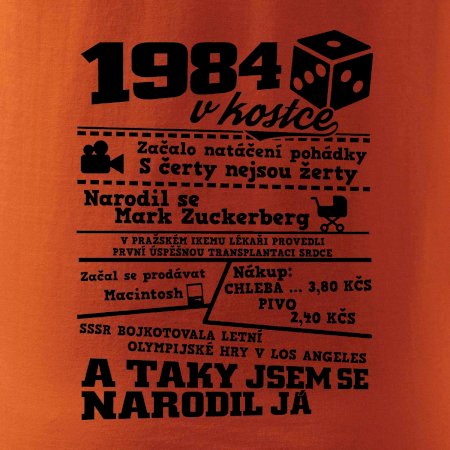 1984
v kostce
Začalo natáčení pohádky
S čerty nejsou žerty
Narodil se
Mark Zuckerberg
V PRAŽSKÉM IKEMU LÉKAŘI PROVEDLI
PRVNÍ ÚSPĚŠNOU TRANSPLANTACI SRDCE
Začal se prodávat
Macintosh
Nákup:
CHLEBA ... 3,80 KČS
PIVO
2,40 KČS
SSSR BOJKOTOVALA LETNÍ
OLYMPIJSKÉ HRY V LOS ANGELES
A TAKY JSEM SE
NARODIL JÁ